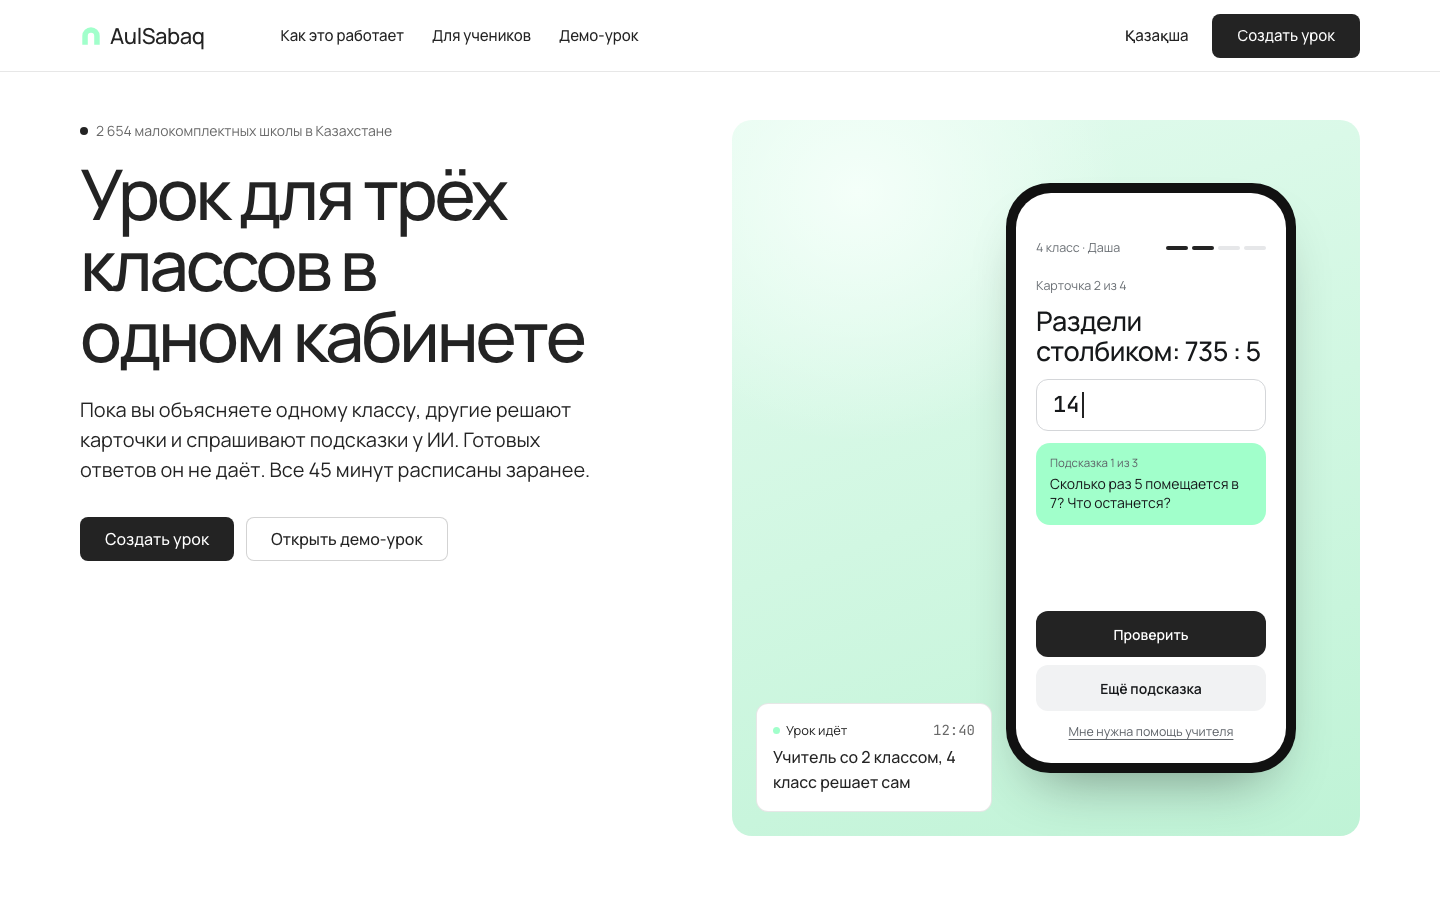 AulSabaq
Как это работает
Для учеников
Демо-урок
Қазақша
Создать урок
2 654 малокомплектных школы в Казахстане
Урок для трёх
классов в
одном кабинете
Пока вы объясняете одному классу, другие решают
карточки и спрашивают подсказки у ИИ. Готовых
ответов он не даёт. Все 45 минут расписаны заранее.
Создать урок
Открыть демо-урок
4 класс · Даша
Карточка 2 из 4
Раздели
столбиком: 735 : 5
14
Подсказка 1 из 3
Сколько раз 5 помещается в
7? Что останется?
Проверить
Ещё подсказка
Мне нужна помощь учителя
Урок идёт
12:40
Учитель со 2 классом, 4
класс решает сам